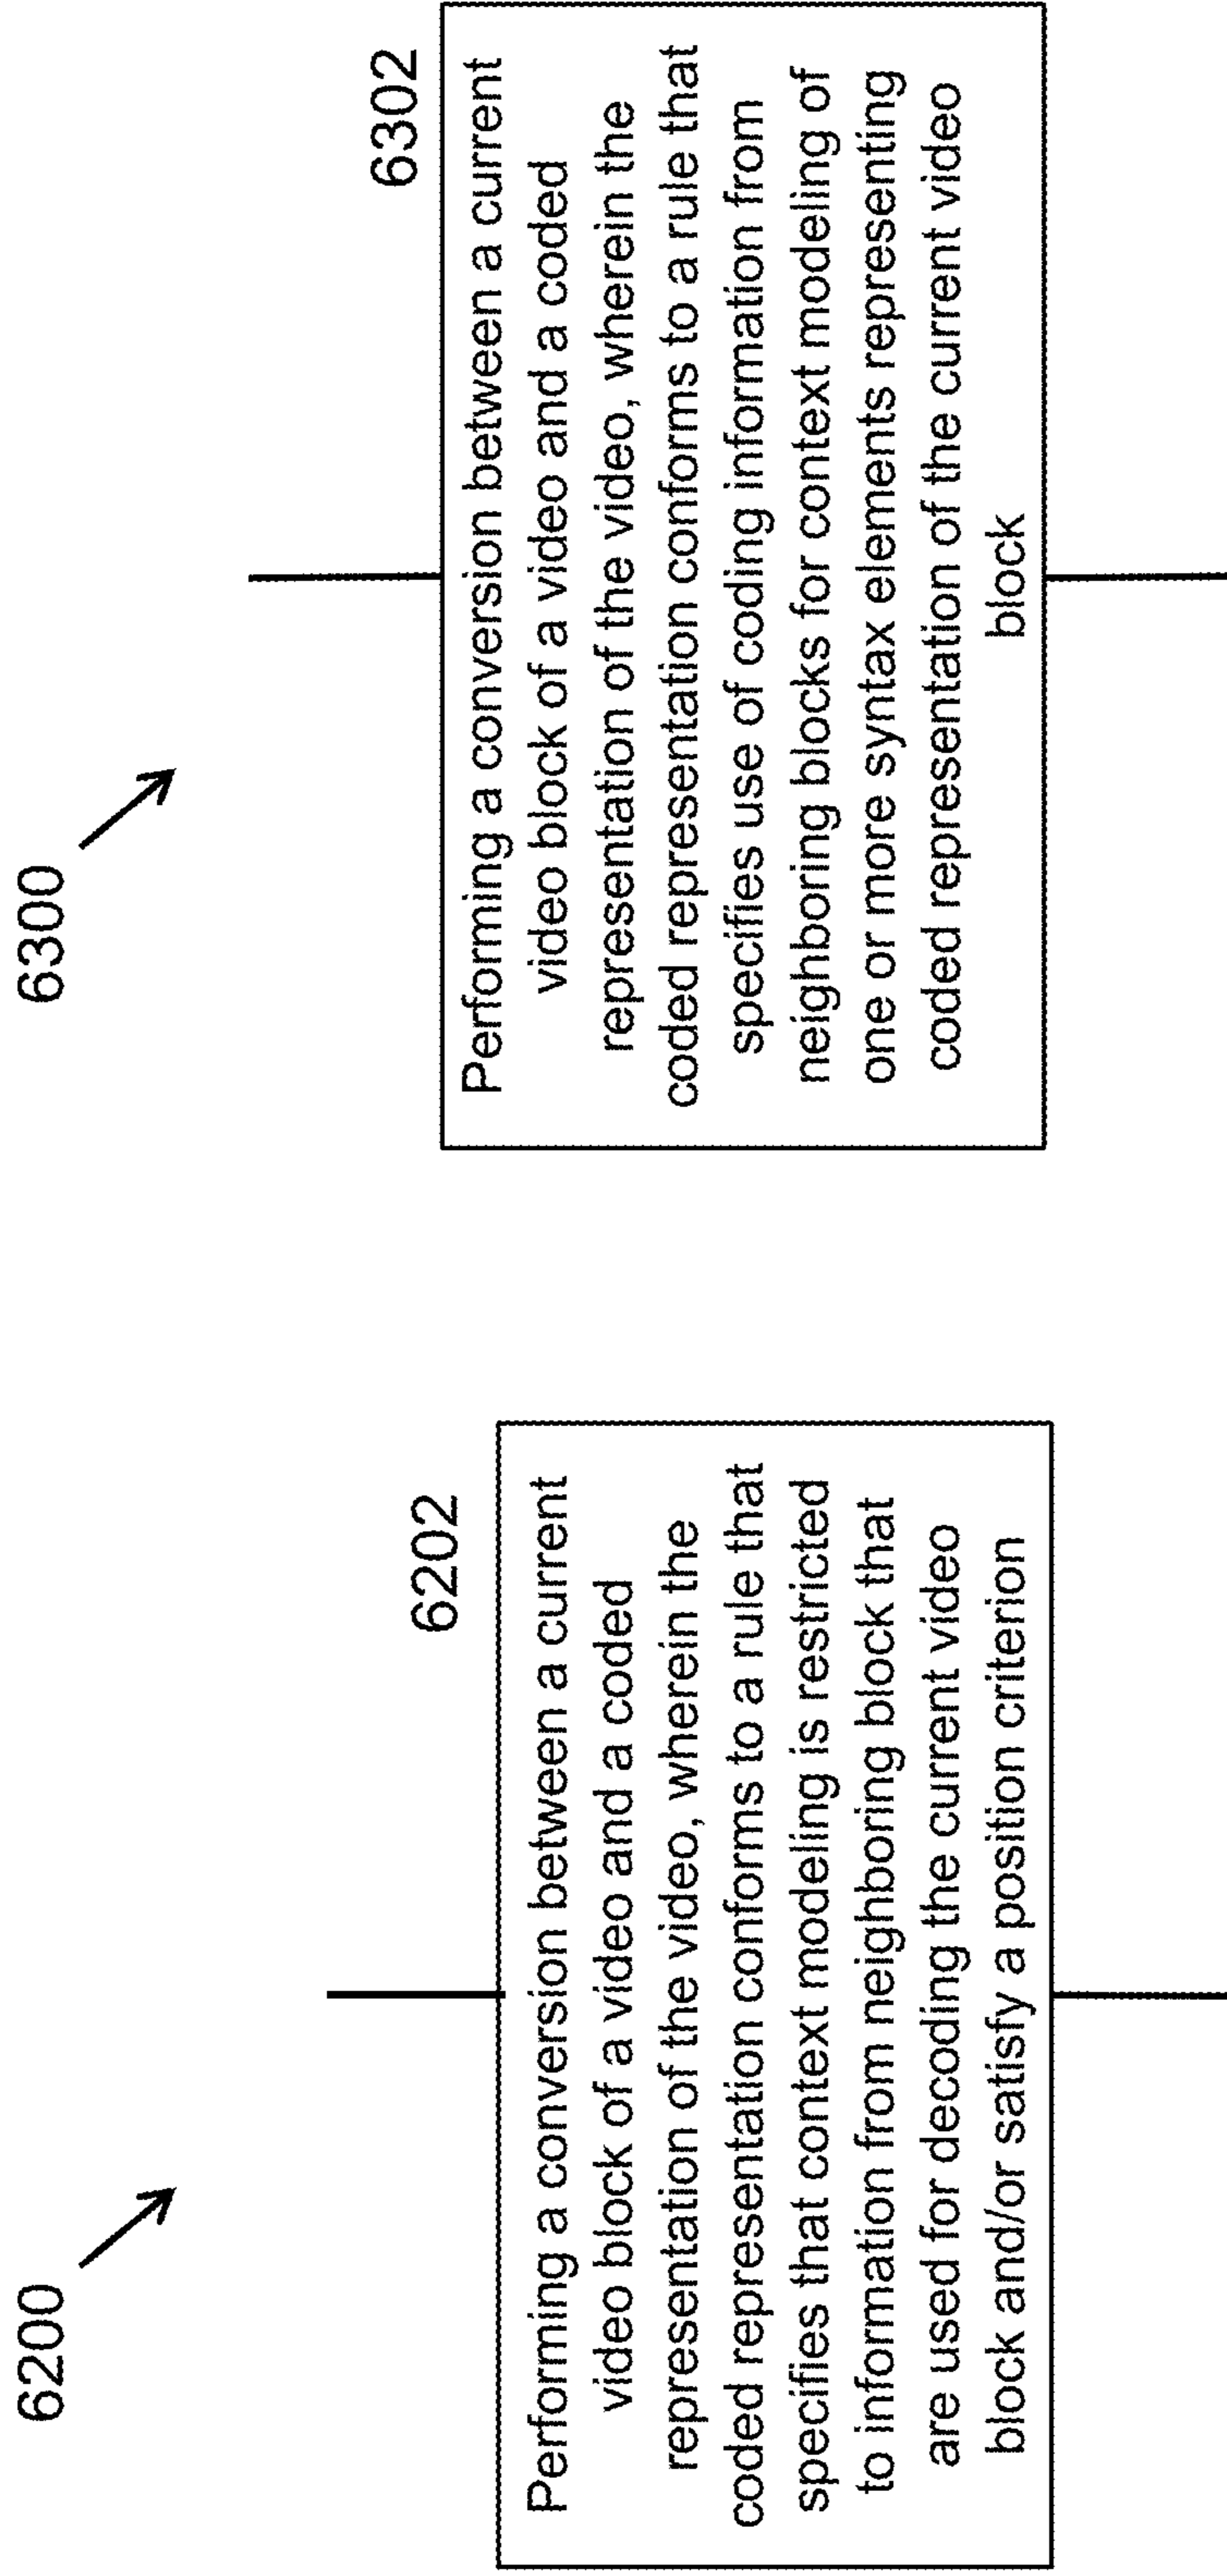 6200
6202
Performing a conversion between a current
video block of a video and a coded
representation of the video, wherein the
coded representation conforms to a rule that
specifies that context modeling is restricted
to information from neighboring block that
are used for decoding the current video
block and/or satisfy a position criterion
6300
6302
Performing a conversion between a current
video block of a video and a coded
representation of the video, wherein the
coded representation conforms to a rule that
specifies use of coding information from
neighboring blocks for context modeling of
one or more syntax elements representing
coded representation of the current video
block